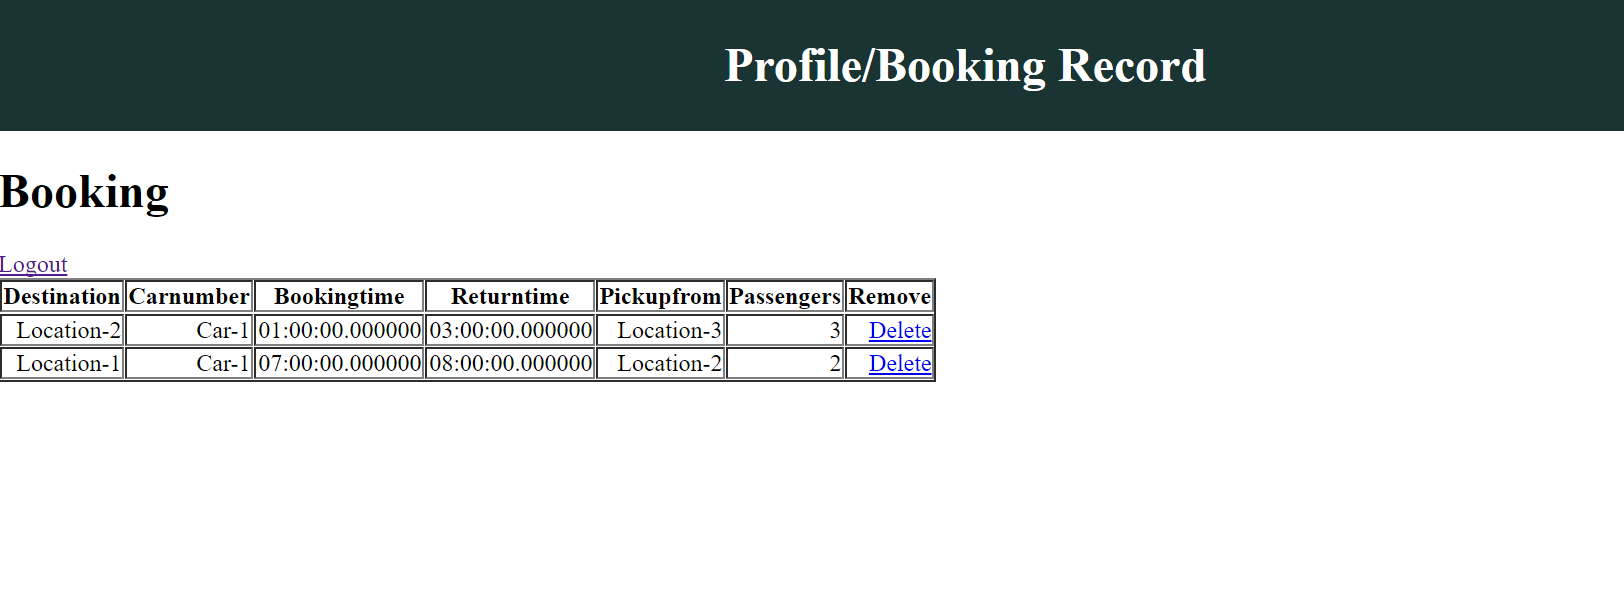 Profile/Booking Record
Booking
Logout
Destination Carnumber Bookingtime Returntime Pickupfrom Passengers Remove
Location-2 Car-1 01:00:00.000000 03:00:00.000000 Location-3 3 Delete
Location-1 Car-1 07:00:00.000000 08:00:00.000000 Location-2 2 Delete